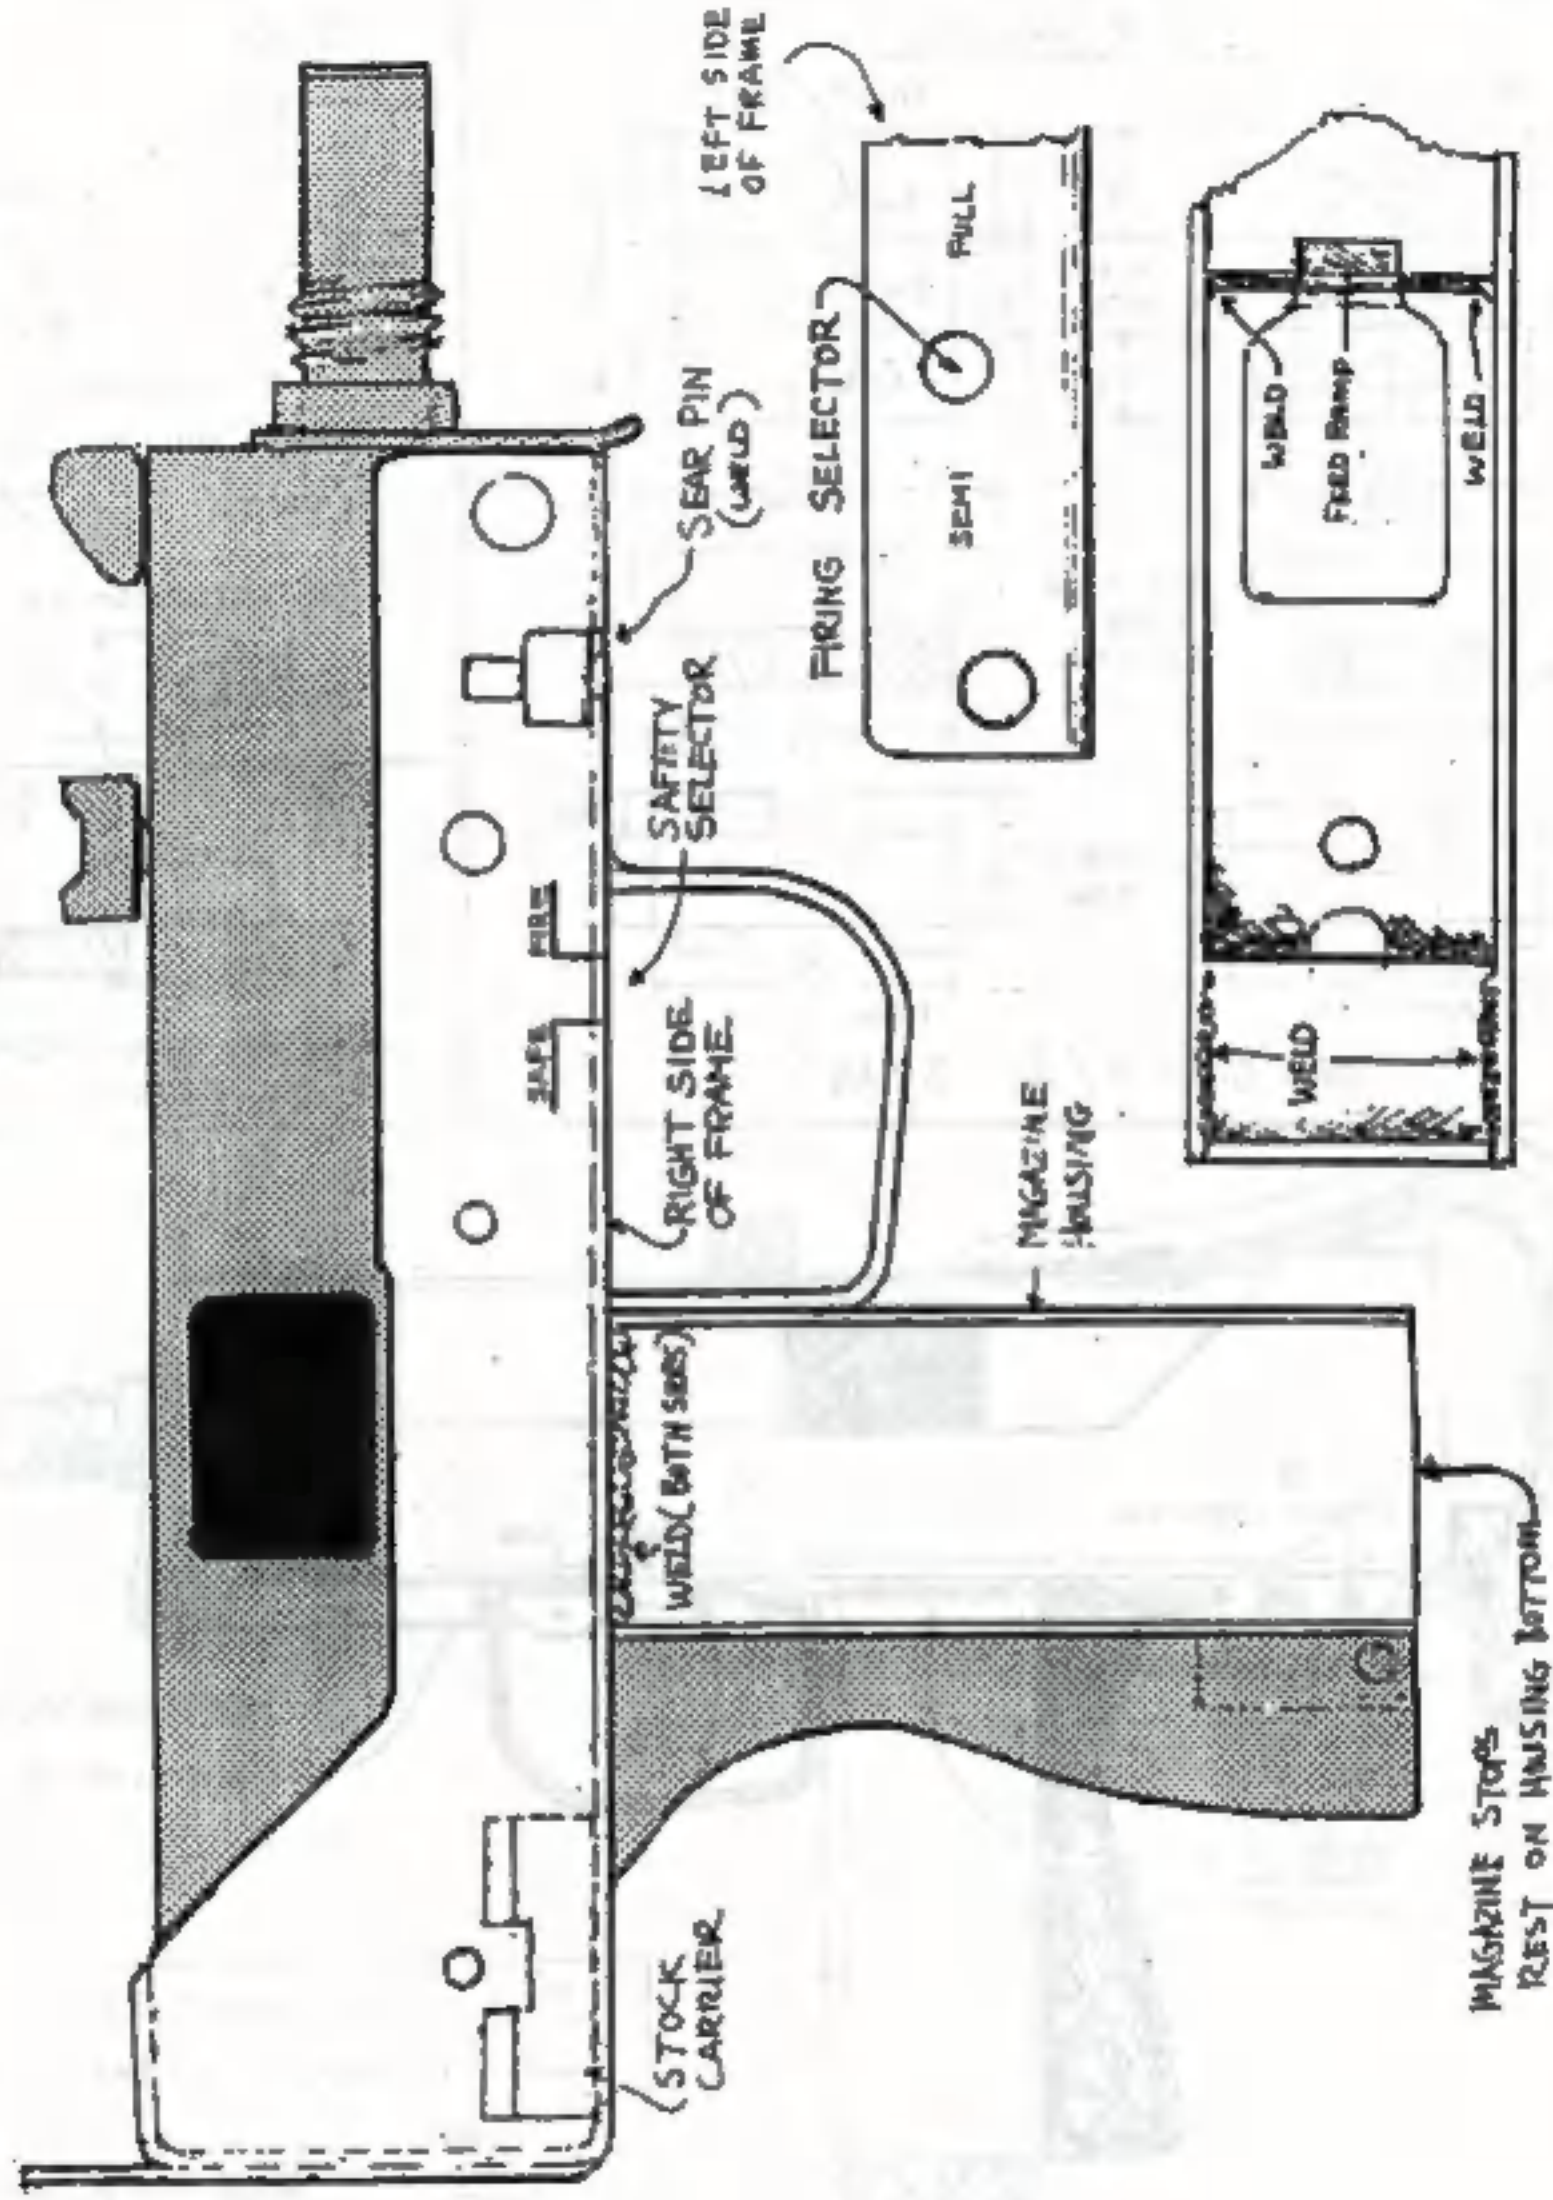 SAFE
FIRE
STOCK
CARRIER
WELD (BOTH SIDES)
RIGHT SIDE
OF FRAME
SAFETY
SELECTOR
SEAR PIN
(WELD)
LEFT SIDE
OF FRAME
FIRING SELECTOR
SEMI
FULL
MAGAZINE
HOUSING
WELD
WELD
FEED RAMP
WELD
MAGAZINE STOPS
REST ON HOUSING BOTTOM